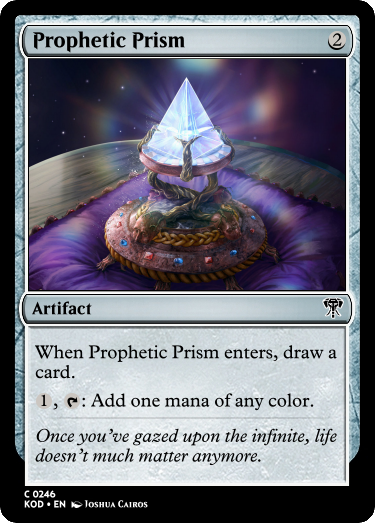 Prophetic Prism 2
Artifact
When Prophetic Prism enters, draw a
card.
1 , : Add one mana of any color.
Once you've gazed upon the infinite, life
doesn't much matter anymore.
C 0246
KOD • EN Joshua Cairos